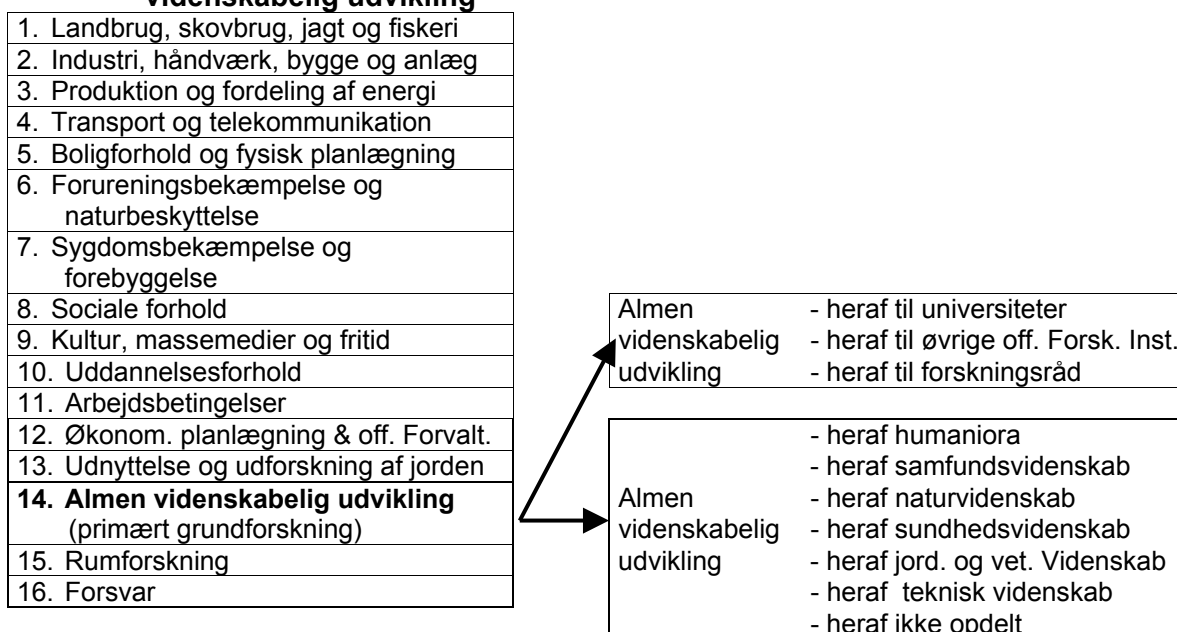 videnskabelig udvikling
1. Landbrug, skovbrug, jagt og fiskeri
2. Industri, håndværk, bygge og anlæg
3. Produktion og fordeling af energi
4. Transport og telekommunikation
5. Boligforhold og fysisk planlægning
6. Forureningsbekæmpelse og
naturbeskyttelse
7. Sygdomsbekæmpelse og
forebyggelse
8. Sociale forhold
9. Kultur, massemedier og fritid
10. Uddannelsesforhold
11. Arbejdsbetingelser
12. Økonom. planlægning & off. Forvalt.
13. Udnyttelse og udforskning af jorden
14. Almen videnskabelig udvikling
(primært grundforskning)
15. Rumforskning
16. Forsvar
Almen - heraf til universiteter
videnskabelig - heraf til øvrige off. Forsk. Inst.
udvikling - heraf til forskningsråd
- heraf humaniora
- heraf samfundsvidenskab
Almen - heraf naturvidenskab
videnskabelig - heraf sundhedsvidenskab
udvikling - heraf jord. og vet. Videnskab
- heraf teknisk videnskab
- heraf ikke opdelt